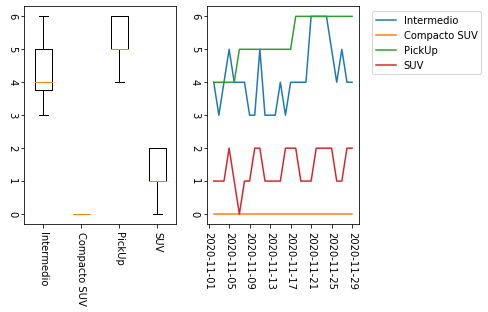 6
5
4
3
2
1
0
Intermedio
Compacto SUV
PickUp
SUV
6
5
4
3
2
1
0
2020-11-01
2020-11-05
2020-11-09
2020-11-13
2020-11-17
2020-11-21
2020-11-25
2020-11-29
Intermedio
Compacto SUV
PickUp
SUV